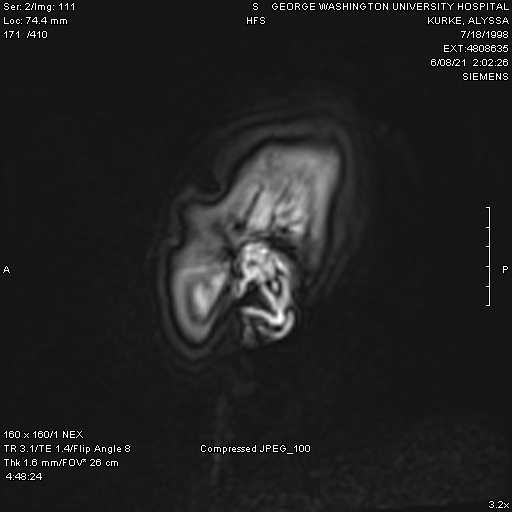 Ser: 2/Img: 111
Loc: 74.4 mm
171 /410
S
HFS
GEORGE WASHINGTON UNIVERSITY HOSPITAL
KURKE, ALYSSA
7/18/1998
EXT:4808635
6/08/21 2:02:26
SIEMENS
A
P
160 x 160/1 NEX
TR 3.1/TE 1.4/Flip Angle 8
Thk 1.6 mm/FOV* 26 cm
4:48:24
Compressed JPEG_100
3.2x